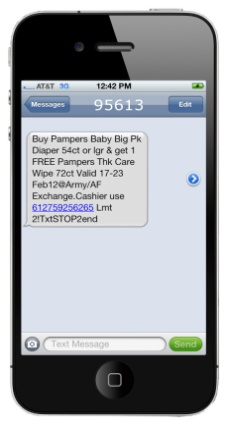 AT&T 3G 12:42 PM
Messages 95613 Edit
Buy Pampers Baby Big Pk
Diaper 54ct or lgr & get 1
FREE Pampers Thk Care
Wipe 72ct Valid 17-23
Feb12@Army/AF
Exchange.Cashier use
612759256265 Lmt
2!TxtSTOP2end
Text Message Send